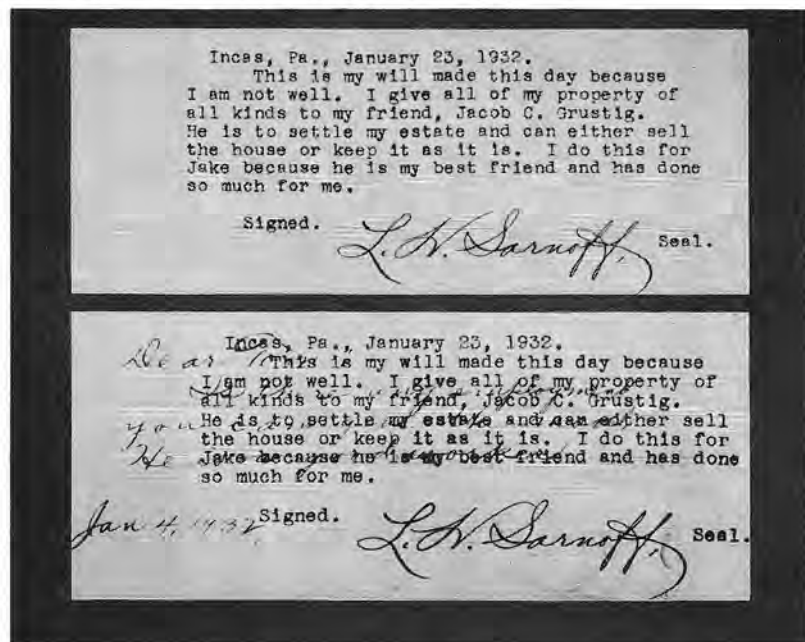 Incas, Pa., January 23, 1932.
This is my will made this day because
I am not well. I give all of my property of
all kinds to my friend, Jacob C. Grustig.
He is to settle my estate and can either sell
the house or keep it as it is. I do this for
Jake because he is my best friend and has done
so much for me.
Signed. L. W. Sarnoff. Seal.
Incas, Pa., January 23, 1932.
Dear
This is my will made this day because
I am not well. I give all of my property of
all kinds to my friend, Jacob C. Grustig.
you
He is to settle my estate and can either sell
the house or keep it as it is. I do this for
He
Jake because he is my best friend and has done
so much for me.
Jan 4, 1932 Signed. L. W. Sarnoff. Seal.